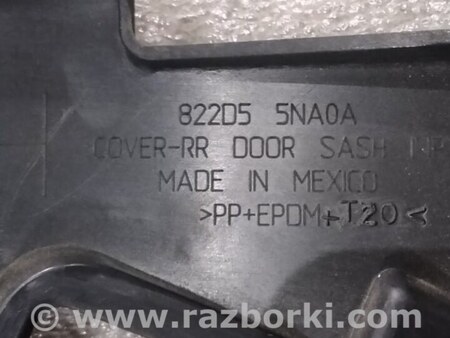 822D5 5NA0A
COVER-RR DOOR SASH
MADE IN MEXICO
>PP+EPDM+T20<
© www.razborki.com